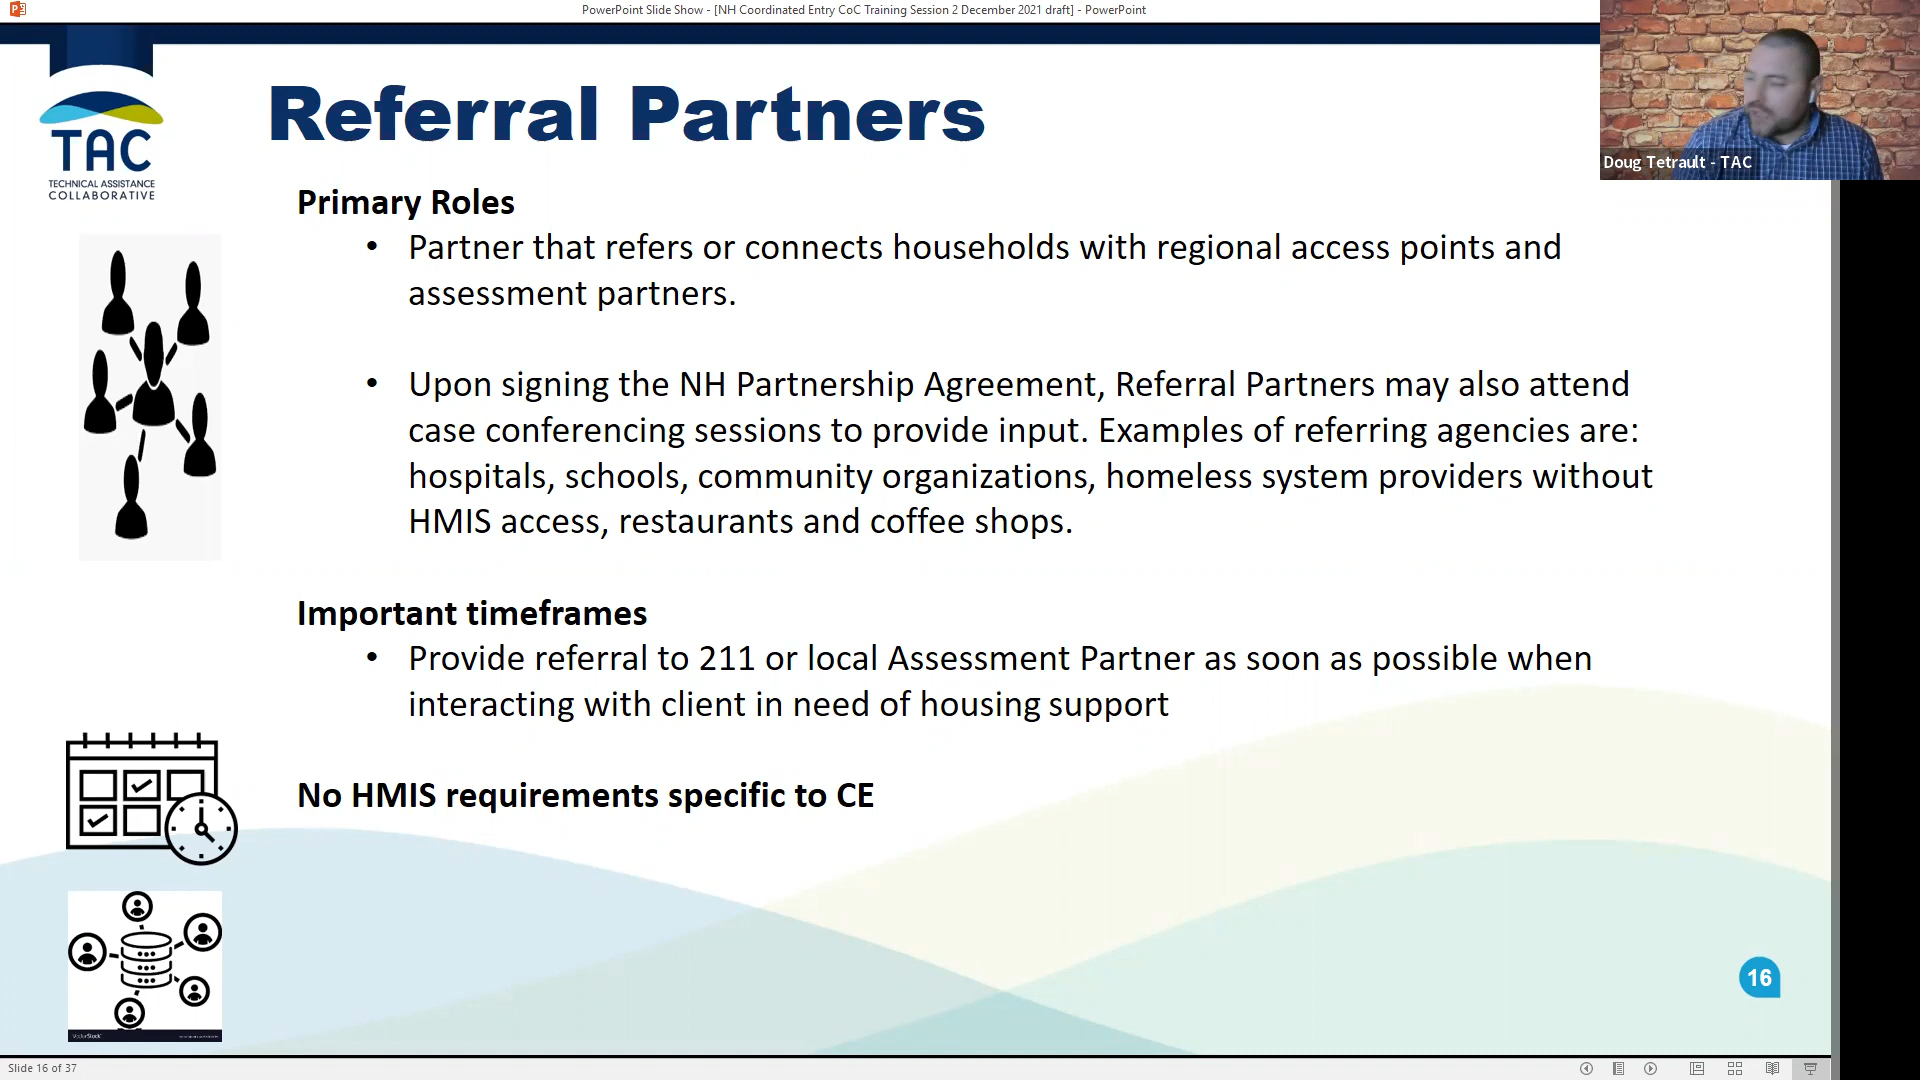 PowerPoint Slide Show - [NH Coordinated Entry CoC Training Session 2 December 2021 draft] - PowerPoint
Doug Tetrault - TAC
TAC
TECHNICAL ASSISTANCE
COLLABORATIVE
Referral Partners
Primary Roles
• Partner that refers or connects households with regional access points and
assessment partners.
• Upon signing the NH Partnership Agreement, Referral Partners may also attend
case conferencing sessions to provide input. Examples of referring agencies are:
hospitals, schools, community organizations, homeless system providers without
HMIS access, restaurants and coffee shops.
Important timeframes
• Provide referral to 211 or local Assessment Partner as soon as possible when
interacting with client in need of housing support
No HMIS requirements specific to CE
16
VectorStock
Slide 16 of 37